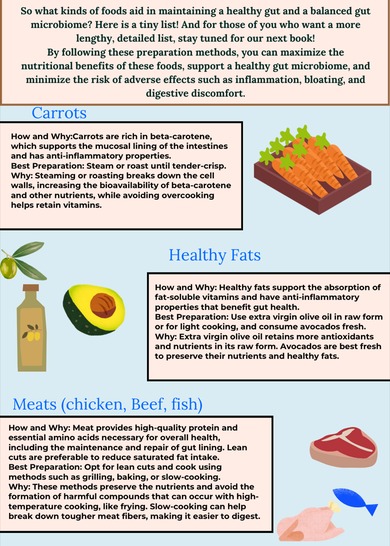 So what kinds of foods aid in maintaining a healthy gut and a balanced gut
microbiome? Here is a tiny list! And for those of you who want a more
lengthy, detailed list, stay tuned for our next book!
By following these preparation methods, you can maximize the
nutritional benefits of these foods, support a healthy gut microbiome, and
minimize the risk of adverse effects such as inflammation, bloating, and
digestive discomfort.
Carrots
How and Why:Carrots are rich in beta-carotene,
which supports the mucosal lining of the intestines
and has anti-inflammatory properties.
Best Preparation: Steam or roast until tender-crisp.
Why: Steaming or roasting breaks down the cell
walls, increasing the bioavailability of beta-carotene
and other nutrients, while avoiding overcooking
helps retain vitamins.
Healthy Fats
How and Why: Healthy fats support the absorption of
fat-soluble vitamins and have anti-inflammatory
properties that benefit gut health.
Best Preparation: Use extra virgin olive oil in raw form
or for light cooking, and consume avocados fresh.
Why: Extra virgin olive oil retains more antioxidants
and nutrients in its raw form. Avocados are best fresh
to preserve their nutrients and healthy fats.
Meats (chicken, Beef, fish)
How and Why: Meat provides high-quality protein and
essential amino acids necessary for overall health,
including the maintenance and repair of gut lining. Lean
cuts are preferable to reduce saturated fat intake.
Best Preparation: Opt for lean cuts and cook using
methods such as grilling, baking, or slow-cooking.
Why: These methods preserve the nutrients and avoid the
formation of harmful compounds that can occur with high-
temperature cooking, like frying. Slow-cooking can help
break down tougher meat fibers, making it easier to digest.